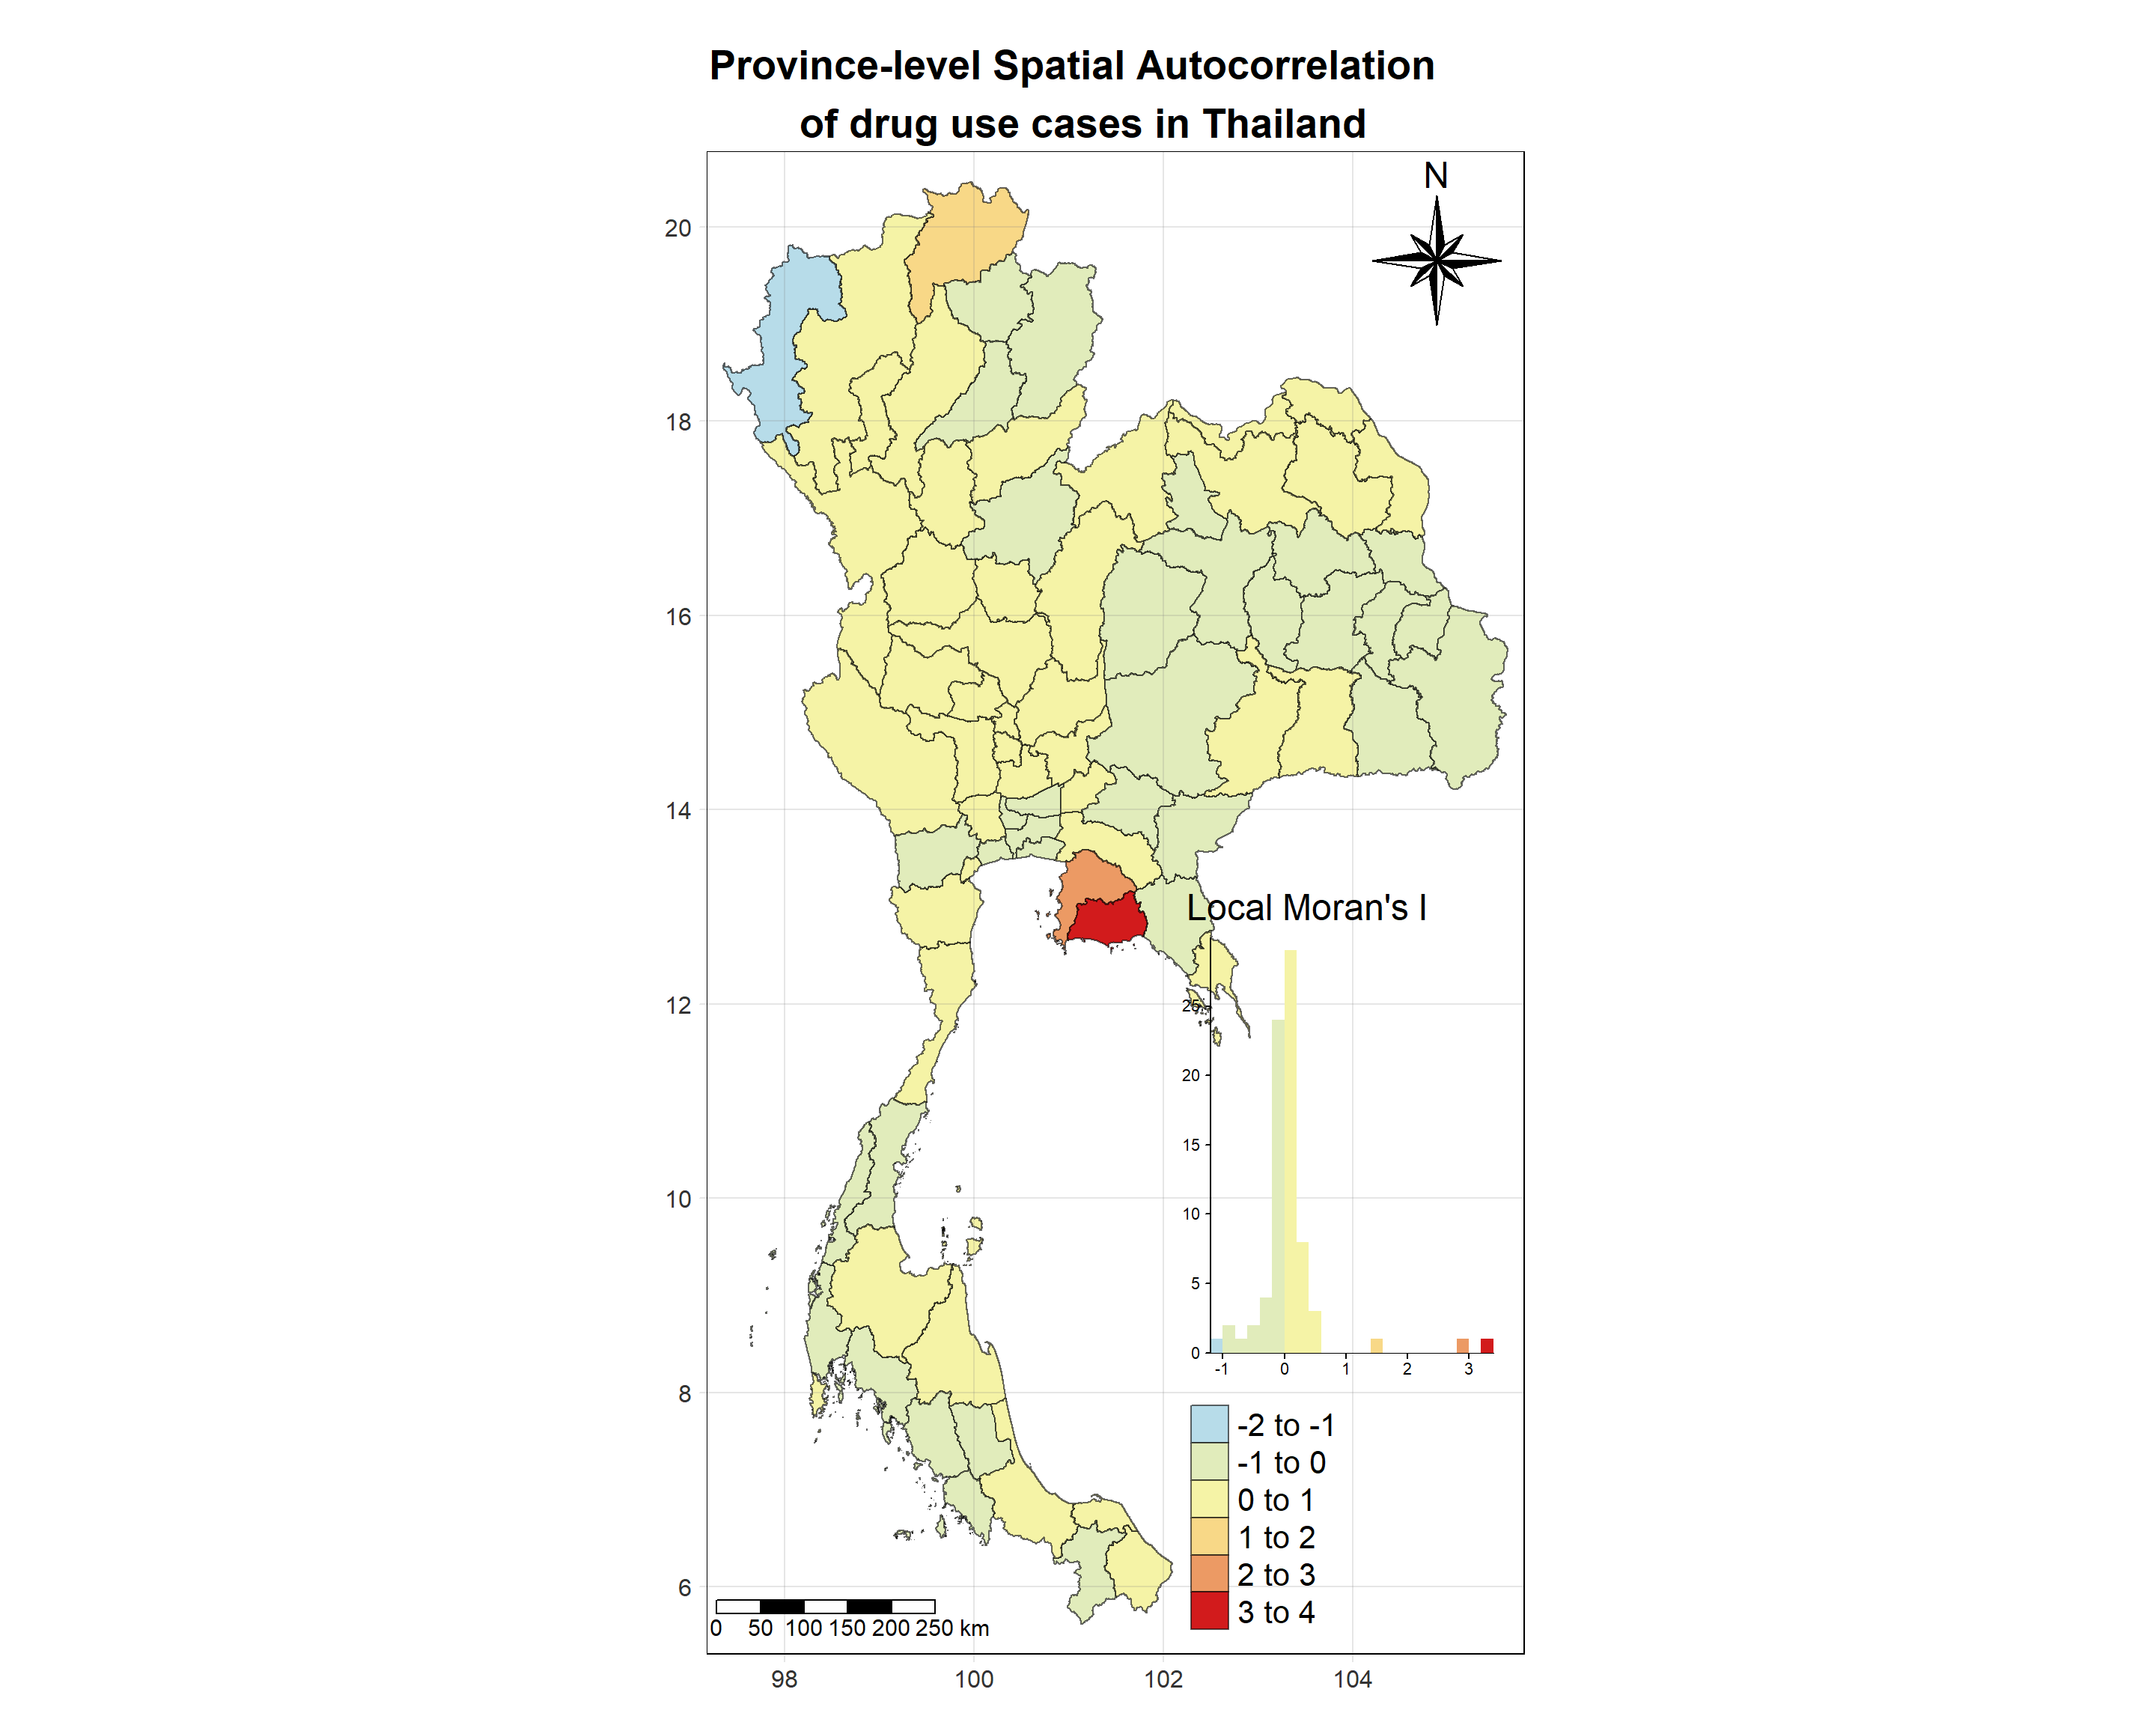 Province-level Spatial Autocorrelation
of drug use cases in Thailand
N
20
18
16
14
12
10
8
6
98
100
102
104
Local Moran's I
25
20
15
10
5
0
-1
0
1
2
3
-2 to -1
-1 to 0
0 to 1
1 to 2
2 to 3
3 to 4
0 50 100 150 200 250 km